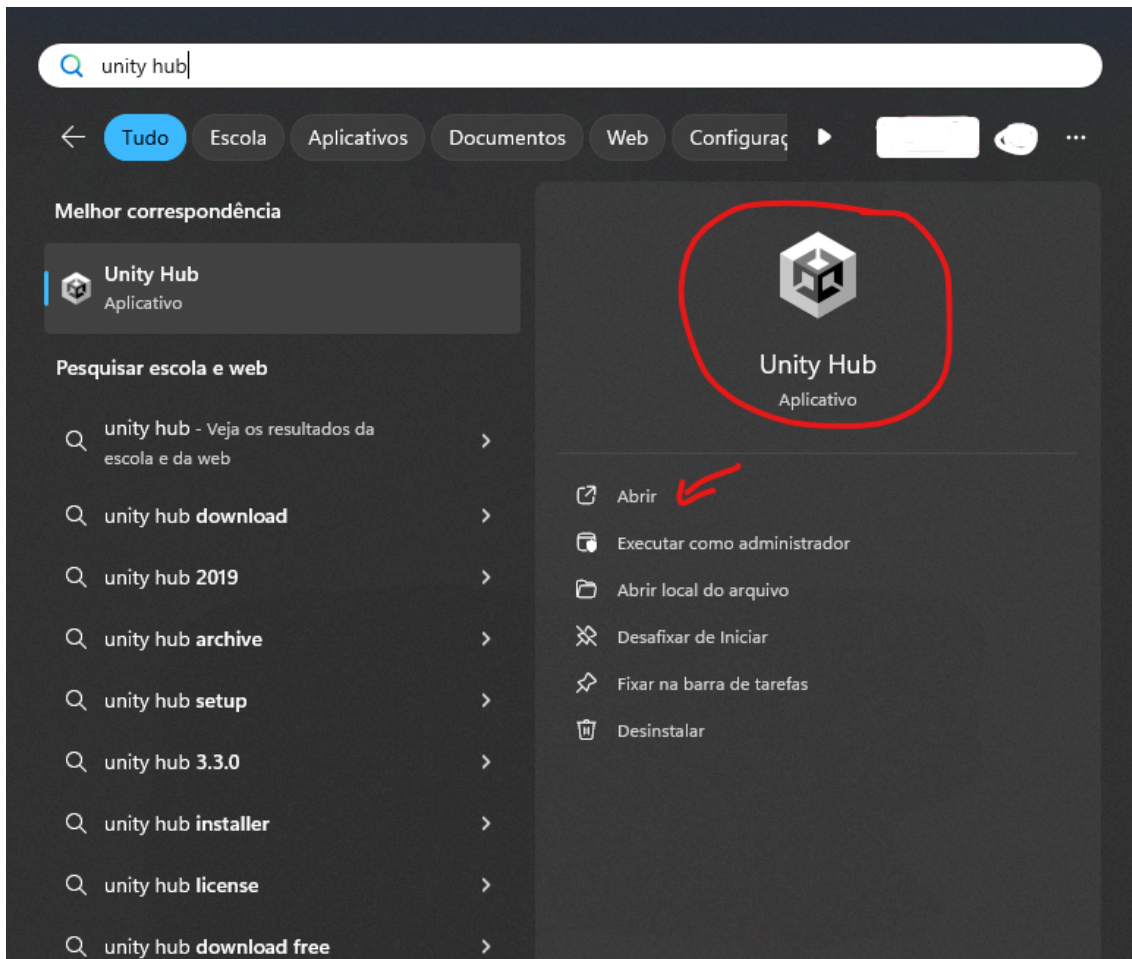 unity hub
Tudo Escola Aplicativos Documentos Web Configuraç
Melhor correspondência
Unity Hub
Aplicativo
Pesquisar escola e web
unity hub - Veja os resultados da
escola e da web
unity hub download
unity hub 2019
unity hub archive
unity hub setup
unity hub 3.3.0
unity hub installer
unity hub license
unity hub download free
Unity Hub
Aplicativo
Abrir
Executar como administrador
Abrir local do arquivo
Desafixar de Iniciar
Fixar na barra de tarefas
Desinstalar